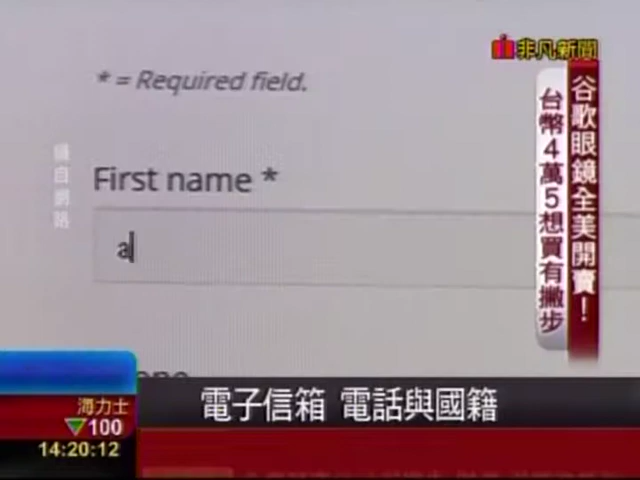 非凡新聞
* = Required field.
First name *
a
谷歌眼鏡全美開賣！
台幣4萬5想買有撇步
電子信箱 電話與國籍
海力士
▼100
14:20:12